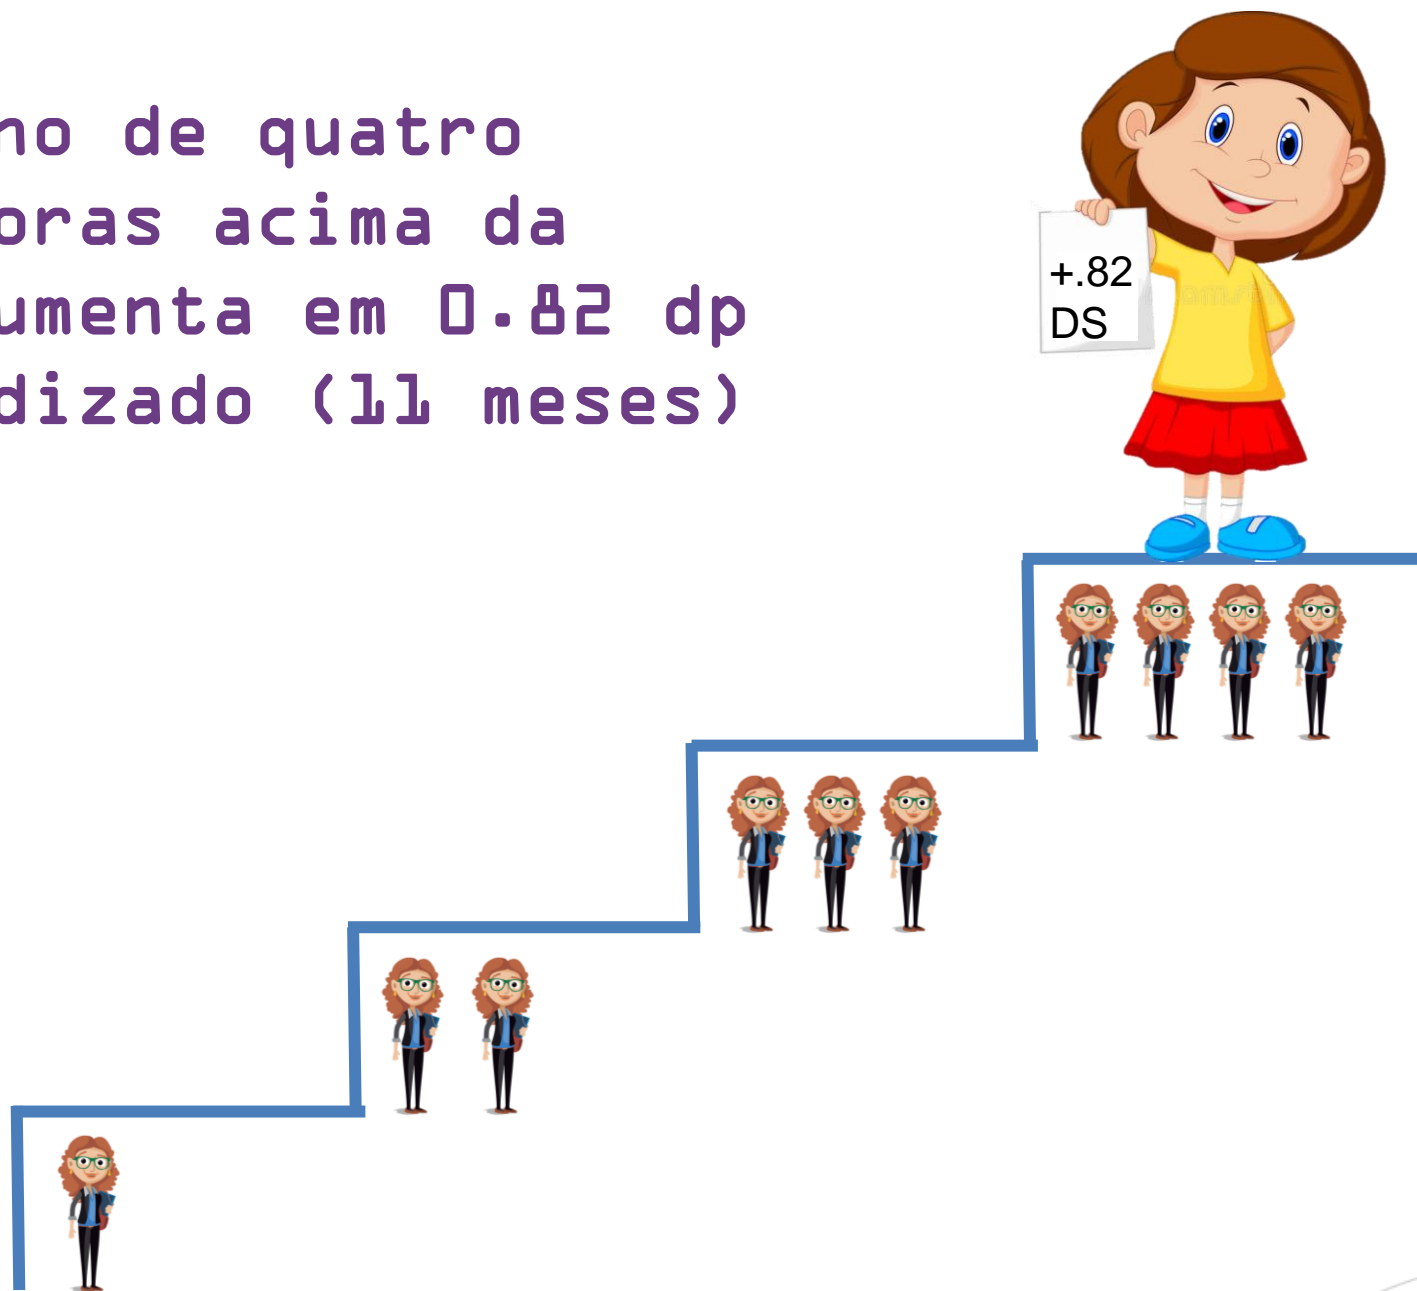 no de quatro
oras acima da
umenta em 0.82 dp
dizado (11 meses)
+.82
DS